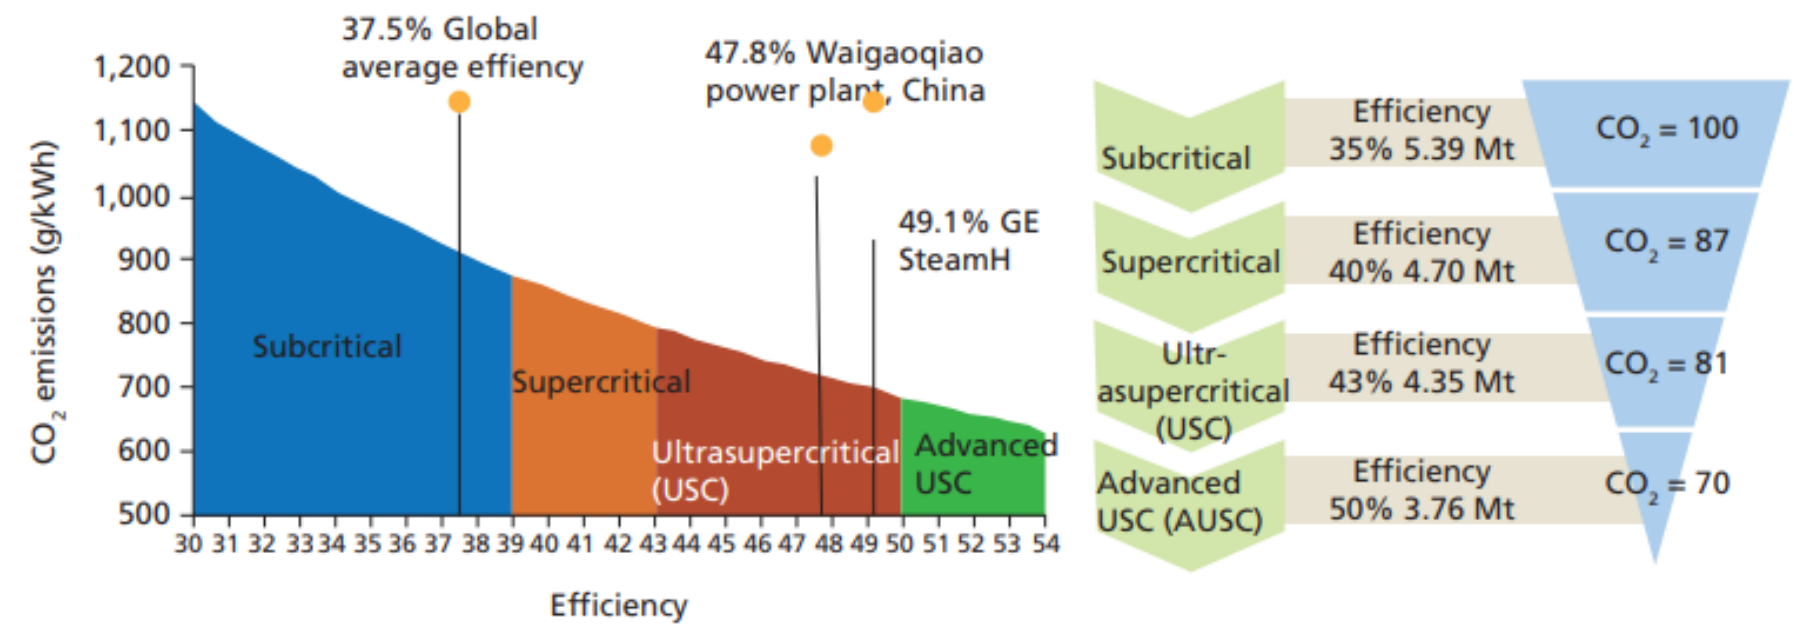 37.5% Global
average effiency
47.8% Waigaoqiao
power plant, China
49.1% GE
SteamH
CO₂ emissions (g/kWh)
1,200
1,100
1,000
900
800
700
600
500
Subcritical
Supercritical
Ultrasupercritical
(USC)
Advanced
USC
30 31 32 33 34 35 36 37 38 39 40 41 42 43 44 45 46 47 48 49 50 51 52 53 54
Efficiency
Subcritical
Efficiency
35% 5.39 Mt
CO₂ = 100
Supercritical
Efficiency
40% 4.70 Mt
CO₂ = 87
Ultr-
asupercritical
(USC)
Efficiency
43% 4.35 Mt
CO₂ = 81
Advanced
USC (AUSC)
Efficiency
50% 3.76 Mt
CO₂ = 70